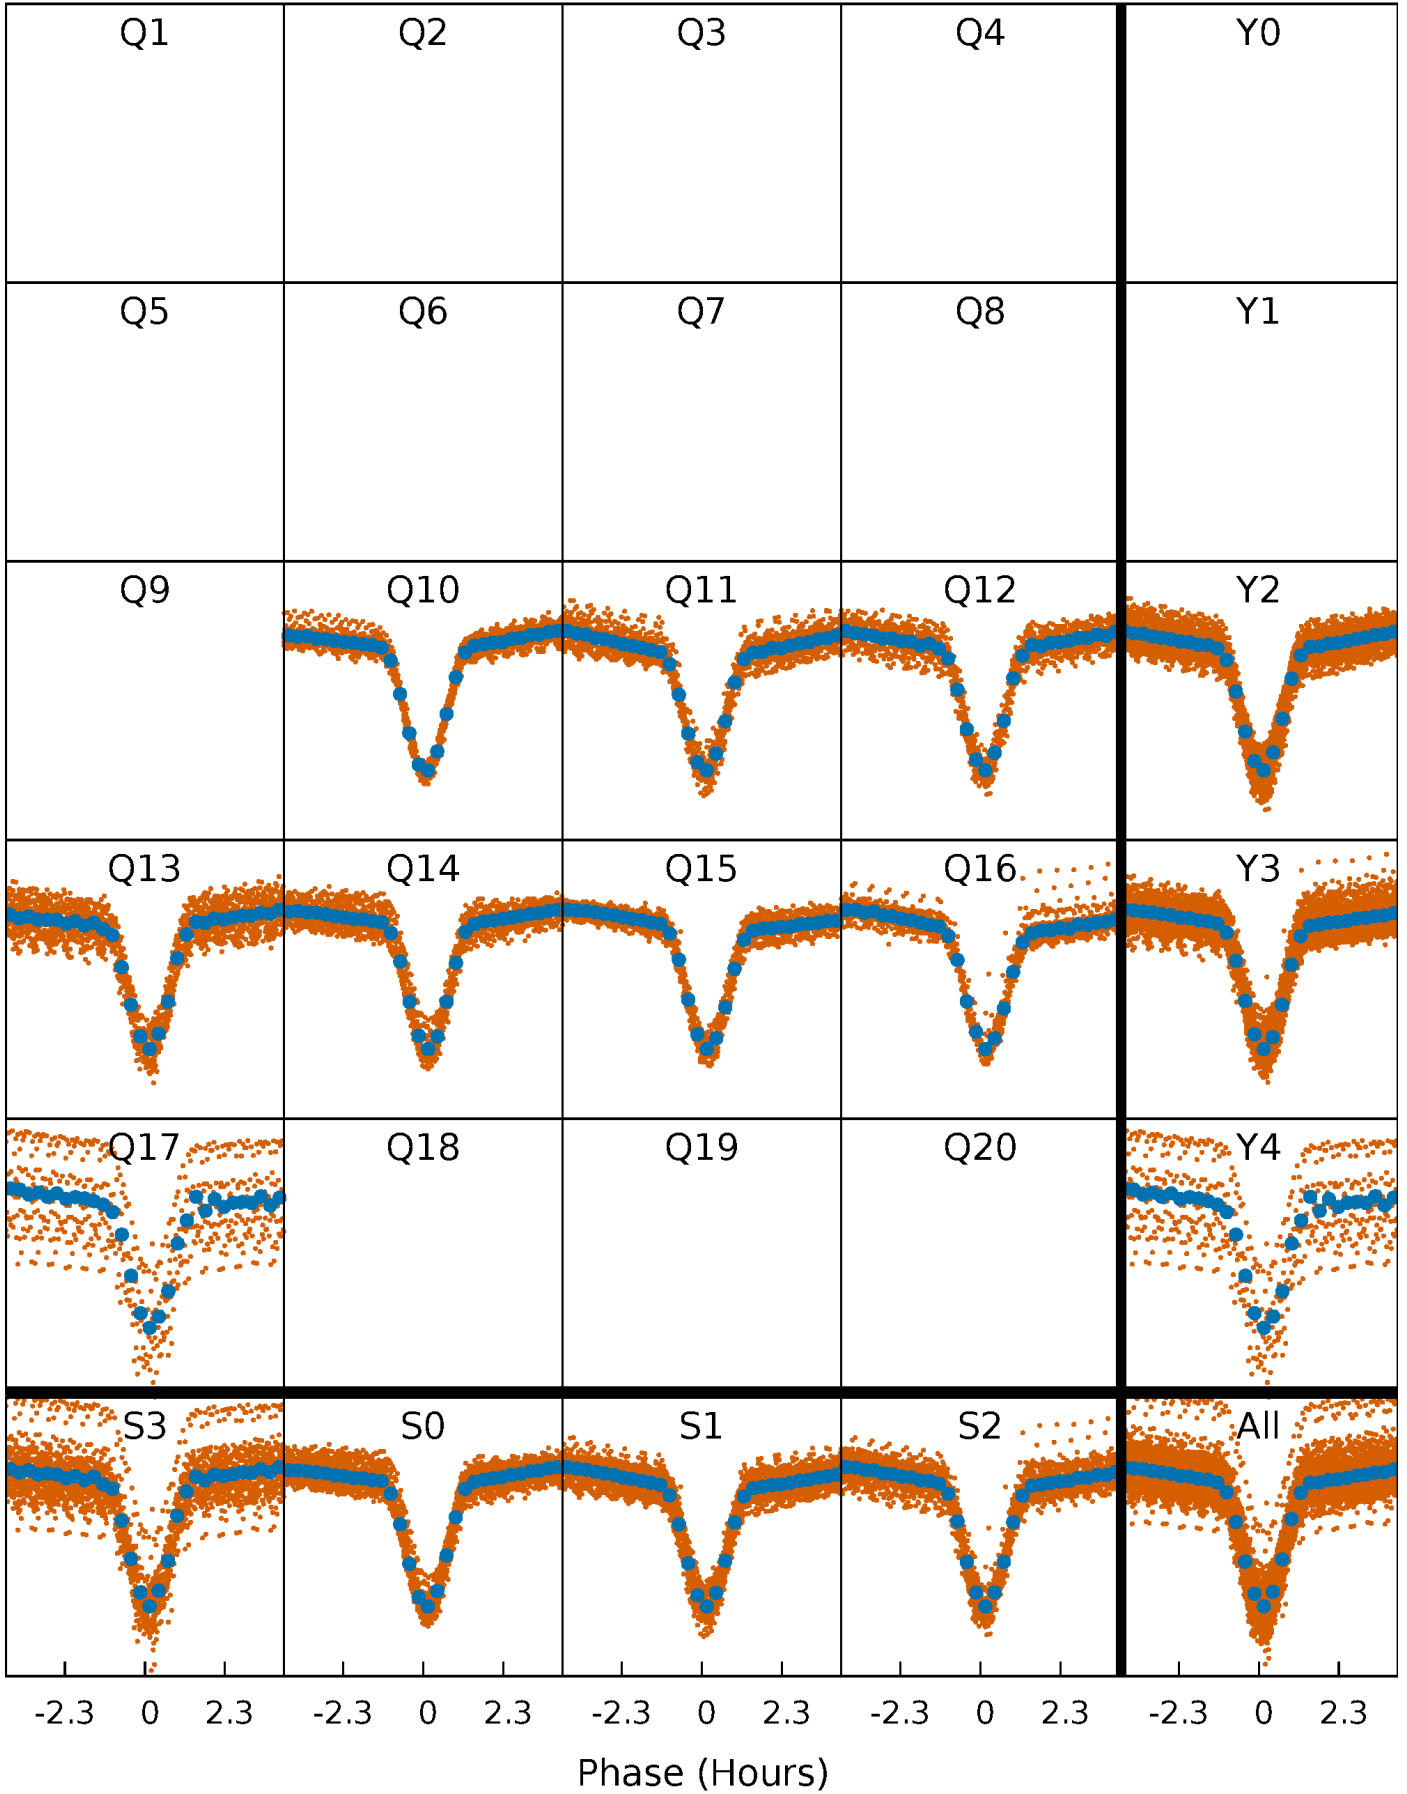 Q1 Q2 Q3 Q4 Y0
Q5 Q6 Q7 Q8 Y1
Q9 Q10 Q11 Q12 Y2
Q13 Q14 Q15 Q16 Y3
Q17 Q18 Q19 Q20 Y4
S3 S0 S1 S2 All
-2.3 0 2.3 -2.3 0 2.3 -2.3 0 2.3 -2.3 0 2.3 -2.3 0 2.3
Phase (Hours)